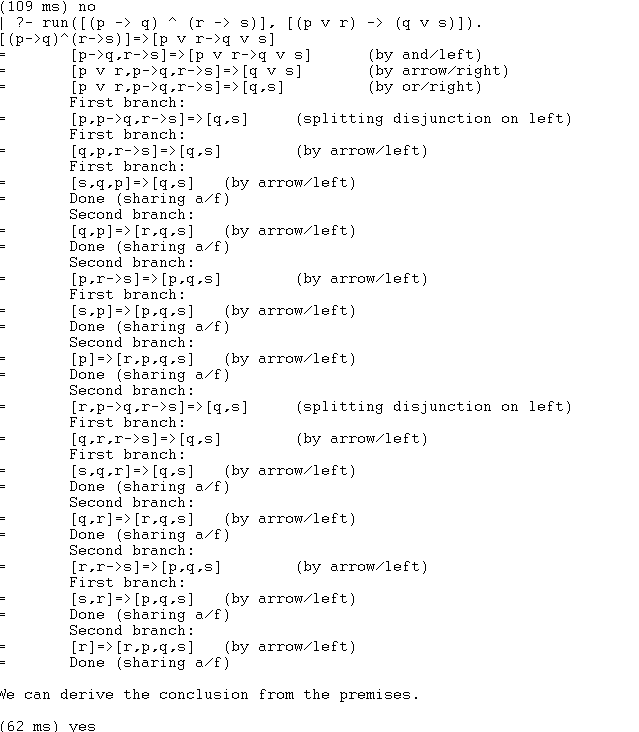 (109 ms) no
| ?- run([(p -> q) ^ (r -> s)], [(p v r) -> (q v s)]).
[(p->q)^(r->s)]=>[p v r->q v s]
=	[p->q,r->s]=>[p v r->q v s]	(by and/left)
=	[p v r,p->q,r->s]=>[q v s]	(by arrow/right)
=	[p v r,p->q,r->s]=>[q,s]	(by or/right)
	First branch:
=	[p,p->q,r->s]=>[q,s]	(splitting disjunction on left)
	First branch:
=	[q,p,r->s]=>[q,s]	(by arrow/left)
	First branch:
=	[s,q,p]=>[q,s]	(by arrow/left)
=	Done (sharing a/f)
	Second branch:
=	[q,p]=>[r,q,s]	(by arrow/left)
=	Done (sharing a/f)
	Second branch:
=	[p,r->s]=>[p,q,s]	(by arrow/left)
	First branch:
=	[s,p]=>[p,q,s]	(by arrow/left)
=	Done (sharing a/f)
	Second branch:
=	[p]=>[r,p,q,s]	(by arrow/left)
=	Done (sharing a/f)
	Second branch:
=	[r,p->q,r->s]=>[q,s]	(splitting disjunction on left)
	First branch:
=	[q,r,r->s]=>[q,s]	(by arrow/left)
	First branch:
=	[s,q,r]=>[q,s]	(by arrow/left)
=	Done (sharing a/f)
	Second branch:
=	[q,r]=>[r,q,s]	(by arrow/left)
=	Done (sharing a/f)
	Second branch:
=	[r,r->s]=>[p,q,s]	(by arrow/left)
	First branch:
=	[s,r]=>[p,q,s]	(by arrow/left)
=	Done (sharing a/f)
	Second branch:
=	[r]=>[r,p,q,s]	(by arrow/left)
=	Done (sharing a/f)
We can derive the conclusion from the premises.
(62 ms) yes